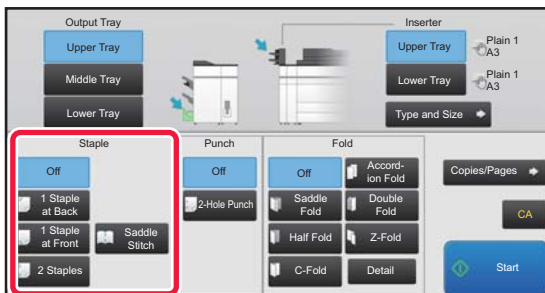 Output Tray
Upper Tray
Middle Tray
Lower Tray
Inserter
Upper Tray
Plain 1
A3
Lower Tray
Plain 1
A3
Type and Size
Staple
Off
1 Staple
at Back
1 Staple
at Front
Saddle
Stitch
2 Staples
Punch
Off
2-Hole Punch
Fold
Off
Accord-
ion Fold
Saddle
Fold
Double
Fold
Half Fold
Z-Fold
C-Fold
Detail
Copies/Pages
CA
Start